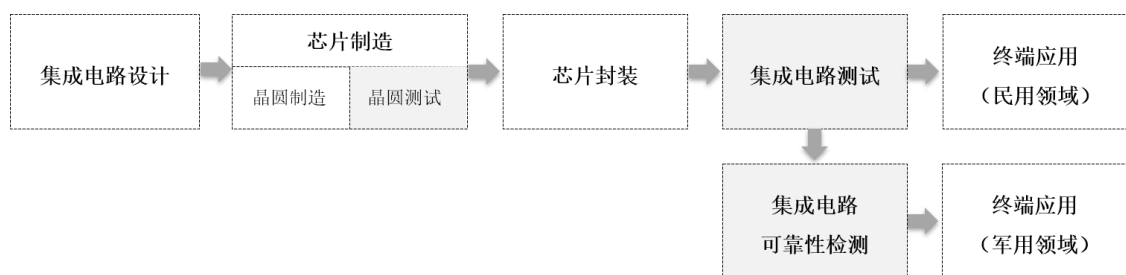 集成电路设计
芯片制造
晶圆制造
晶圆测试
芯片封装
集成电路测试
终端应用
（民用领域）
集成电路
可靠性检测
终端应用
（军用领域）